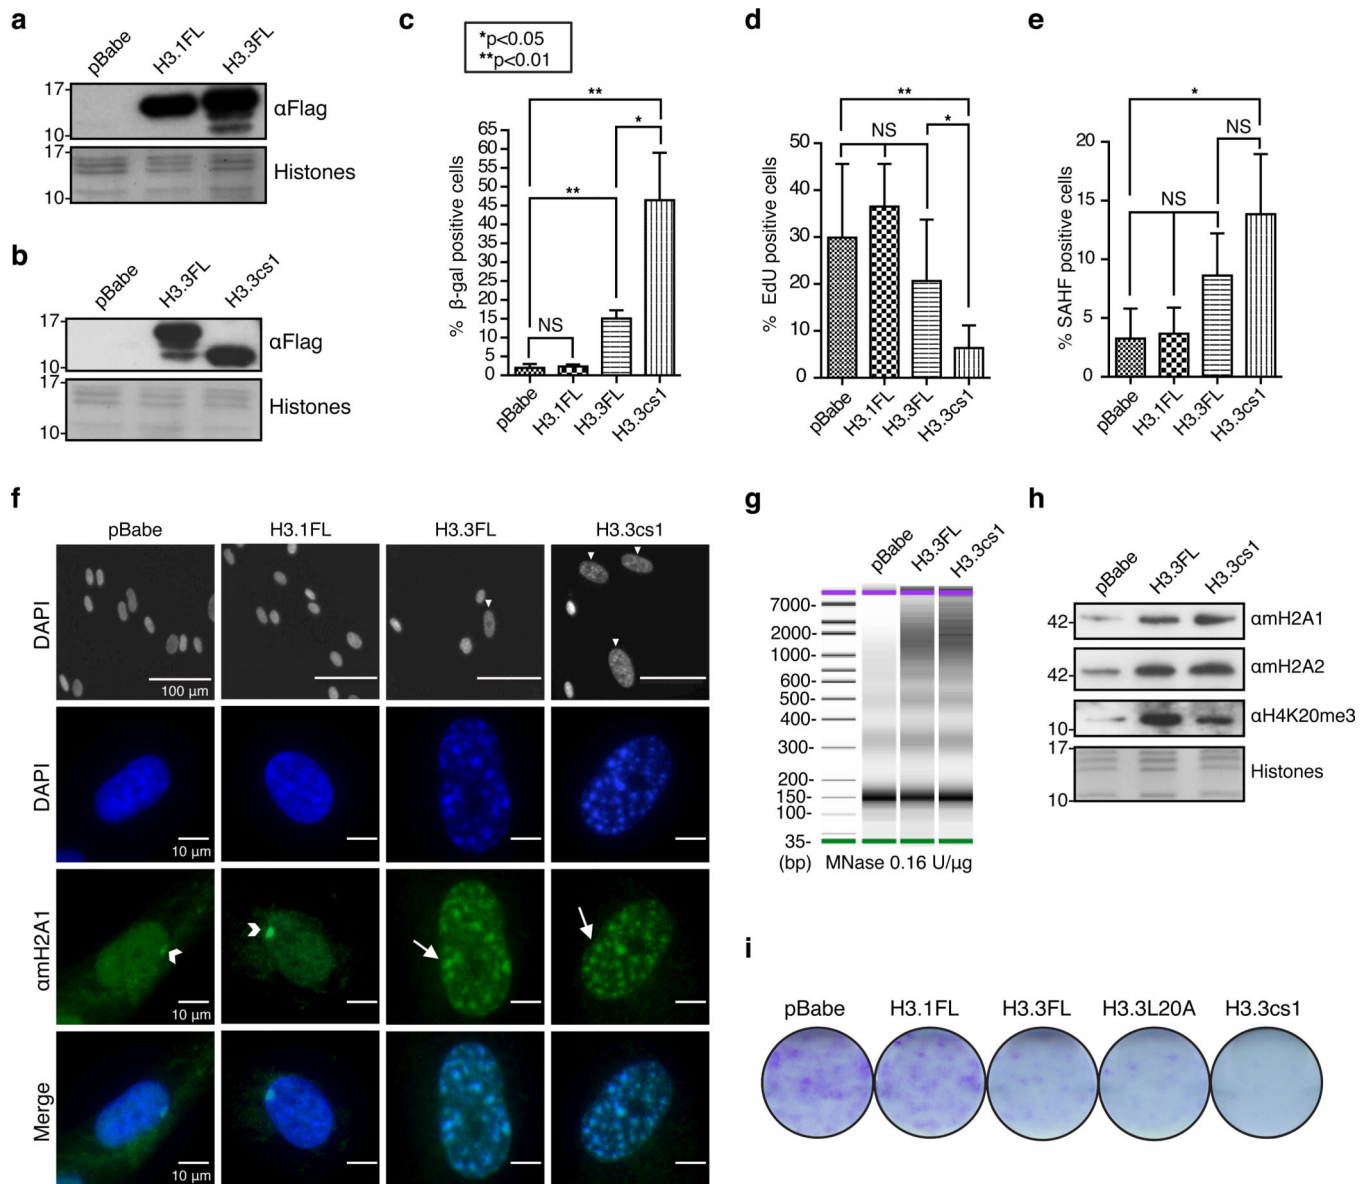 a
pBabe
H3.1FL
H3.3FL
17-
10-
αFlag
17-
10-
Histones
b
pBabe
H3.3FL
H3.3cs1
17-
10-
αFlag
17-
10-
Histones
c
*p<0.05
**p<0.01
% β-gal positive cells
65
60
55
50
45
40
35
30
25
20
15
10
5
0
**
*
**
NS
pBabe
H3.1FL
H3.3FL
H3.3cs1
d
% EdU positive cells
50
40
30
20
10
0
**
*
NS
pBabe
H3.1FL
H3.3FL
H3.3cs1
e
% SAHF positive cells
20
15
10
5
0
*
NS
NS
pBabe
H3.1FL
H3.3FL
H3.3cs1
f
pBabe
H3.1FL
H3.3FL
H3.3cs1
DAPI
100 μm
DAPI
10 μm
αmH2A1
10 μm
Merge
10 μm
g
pBabe
H3.3FL
H3.3cs1
7000-
2000-
1000-
600-
500-
400-
300-
200-
150-
100-
35-
(bp) MNase 0.16 U/μg
h
pBabe
H3.3FL
H3.3cs1
42-
αmH2A1
42-
αmH2A2
10-
αH4K20me3
17-
10-
Histones
i
pBabe
H3.1FL
H3.3FL
H3.3L20A
H3.3cs1